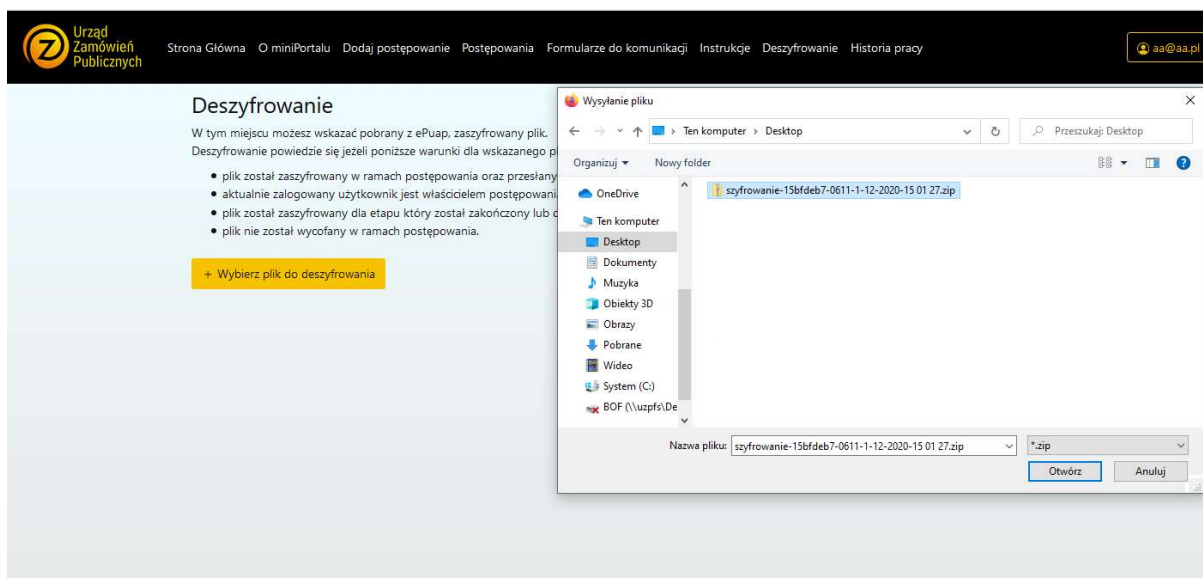 Urząd
Zamówień
Publicznych
Strona Główna O miniPortalu Dodaj postępowanie Postępowania Formularze do komunikacji Instrukcje Deszyfrowanie Historia pracy
aa@aa.pl
Deszyfrowanie
W tym miejscu możesz wskazać pobrany z ePuap, zaszyfrowany plik.
Deszyfrowanie powiedzie się jeżeli poniższe warunki dla wskazanego
plik został zaszyfrowany w ramach postępowania oraz przesłany
aktualnie zalogowany użytkownik jest właścicielem postępowani
plik został zaszyfrowany dla etapu który został zakończony lub
plik nie został wycofany w ramach postępowania.
+ Wybierz plik do deszyfrowania
Wysyłanie pliku
Ten komputer > Desktop
Przeszukaj: Desktop
Organizuj
Nowy folder
OneDrive
Ten komputer
Desktop
Dokumenty
Muzyka
Obiekty 3D
Obrazy
Pobrane
Wideo
System (C:)
BOF (\\uzpfs\De
szyfrowanie-15bfdeb7-0611-1-12-2020-15 01 27.zip
Nazwa pliku: szyfrowanie-15bfdeb7-0611-1-12-2020-15 01 27.zip
*.zip
Otwórz
Anuluj